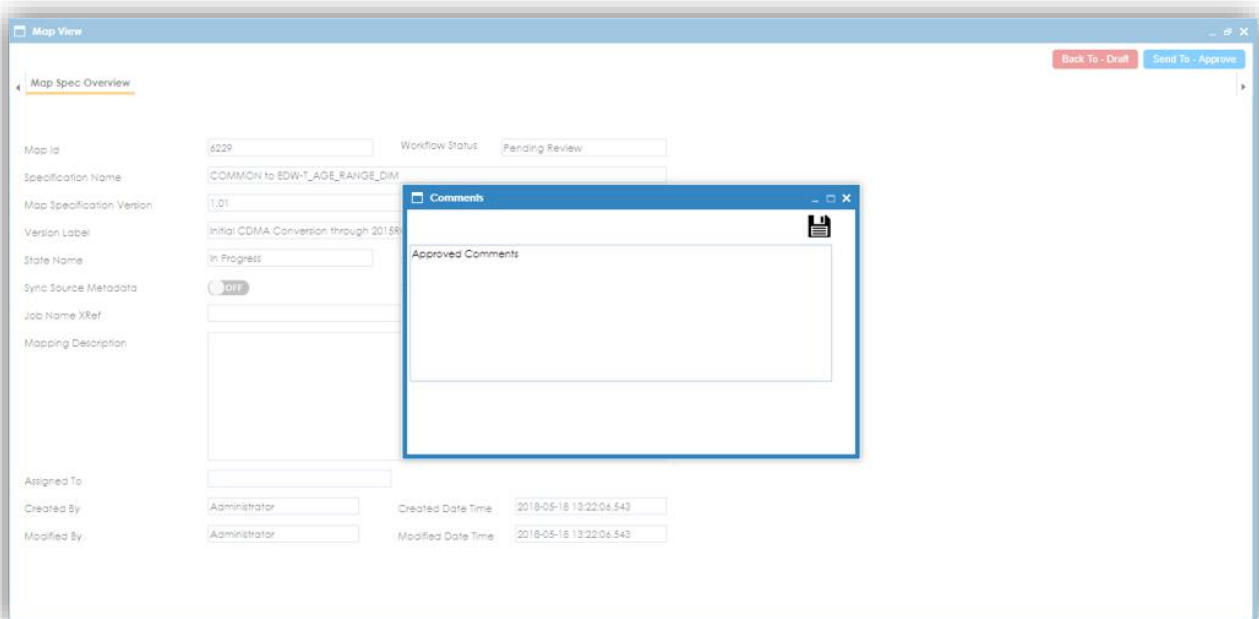 Map View
Back To - Draft Send To - Approve
Map Spec Overview
Map Id 6229 Workflow Status Pending Review
Specification Name COMMON to EDW-T_AGE_RANGE_DIM
Map Specification Version 1.01
Comments
Version Label Initial CDMA Conversion through
State Name In Progress
Approved Comments
Sync Source Metadata OFF
Job Name XRef
Mapping Description
Assigned To
Created By Administrator Created Date Time 2018-05-18 13:22:06.543
Modified By Administrator Modified Date Time 2018-05-18 13:22:06.543